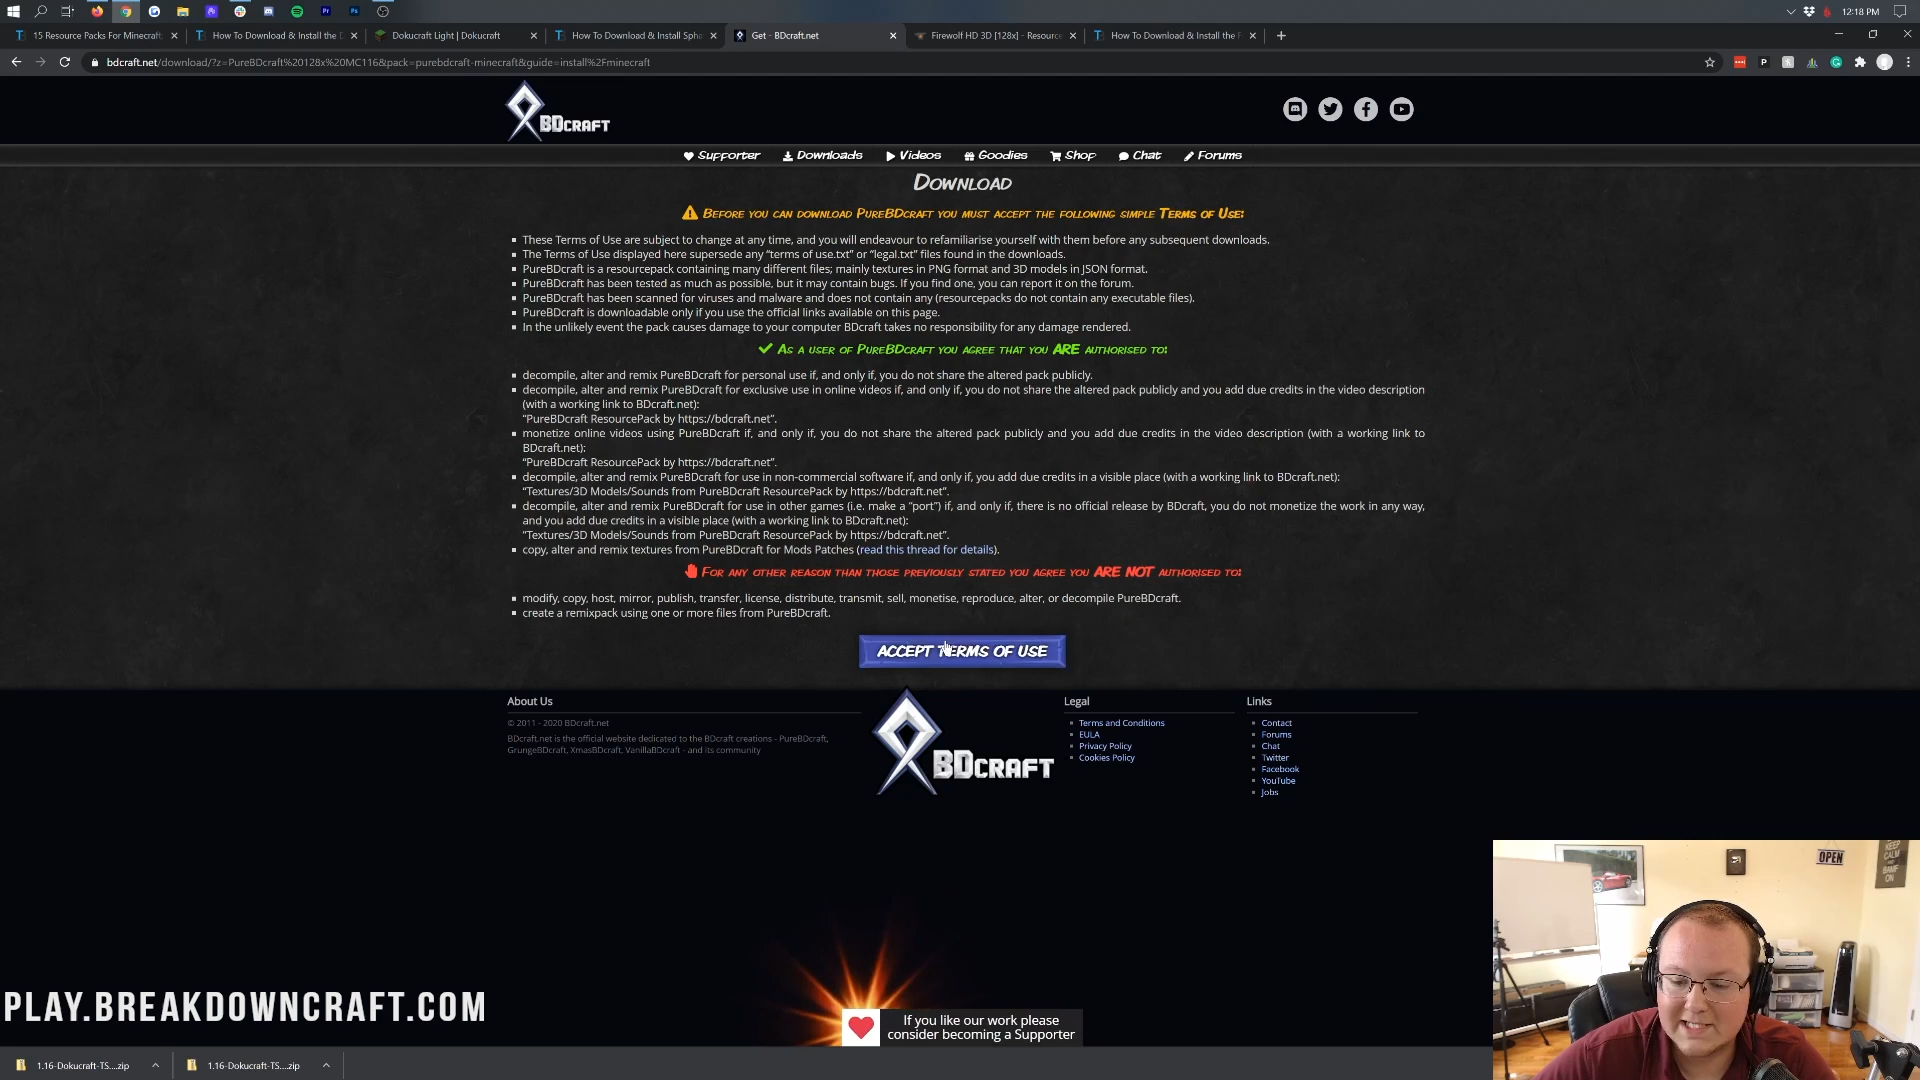 12:18 PM
15 Resource Packs For Minecraft
How To Download & Install the D
Dokucraft Light | Dokucraft
How To Download & Install Spha
Get - BDcraft.net
Firewolf HD 3D [128x] - Resource
How To Download & Install the F
bdcraft.net/download/?z=PureBDcraft%20128x%20MC116&pack=purebdcraft-minecraft&guide=install%2Fminecraft
BDCRAFT
Supporter Downloads Videos Goodies Shop Chat Forums
Download
Before you can download PureBDcraft you must accept the following simple Terms of Use:
These Terms of Use are subject to change at any time, and you will endeavour to refamiliarise yourself with them before any subsequent downloads.
The Terms of Use displayed here supersede any “terms of use.txt” or “legal.txt” files found in the downloads.
PureBDcraft is a resourcepack containing many different files; mainly textures in PNG format and 3D models in JSON format.
PureBDcraft has been tested as much as possible, but it may contain bugs. If you find one, you can report it on the forum.
PureBDcraft has been scanned for viruses and malware and does not contain any (resourcepacks do not contain any executable files).
PureBDcraft is downloadable only if you use the official links available on this page.
In the unlikely event the pack causes damage to your computer BDcraft takes no responsibility for any damage rendered.
As a user of PureBDcraft you agree that you ARE authorised to:
decompile, alter and remix PureBDcraft for personal use if, and only if, you do not share the altered pack publicly.
decompile, alter and remix PureBDcraft for exclusive use in online videos if, and only if, you do not share the altered pack publicly and you add due credits in the video description
(with a working link to BDcraft.net):
“PureBDcraft ResourcePack by https://bdcraft.net”.
monetize online videos using PureBDcraft if, and only if, you do not share the altered pack publicly and you add due credits in the video description (with a working link to
BDcraft.net):
“PureBDcraft ResourcePack by https://bdcraft.net”.
decompile, alter and remix PureBDcraft for use in non-commercial software if, and only if, you add due credits in a visible place (with a working link to BDcraft.net):
“Textures/3D Models/Sounds from PureBDcraft ResourcePack by https://bdcraft.net”.
decompile, alter and remix PureBDcraft for use in other games (i.e. make a “port”) if, and only if, there is no official release by BDcraft, you do not monetize the work in any way,
and you add due credits in a visible place (with a working link to BDcraft.net):
“Textures/3D Models/Sounds from PureBDcraft ResourcePack by https://bdcraft.net”.
copy, alter and remix textures from PureBDcraft for Mods Patches (read this thread for details).
For any other reason than those previously stated you agree you ARE NOT authorised to:
modify, copy, host, mirror, publish, transfer, license, distribute, transmit, sell, monetise, reproduce, alter, or decompile PureBDcraft.
create a remixpack using one or more files from PureBDcraft.
ACCEPT TERMS OF USE
About Us
© 2011 - 2020 BDcraft.net
BDcraft.net is the official website dedicated to the BDcraft creations - PureBDcraft,
GrungeBDcraft, XmasBDcraft, VanillaBDcraft - and its community
BDCRAFT
Legal
Terms and Conditions
EULA
Privacy Policy
Cookies Policy
Links
Contact
Forums
Chat
Twitter
Facebook
YouTube
Jobs
OPEN
KEEP
CALM
AND
BAMF
ON
PLAY.BREAKDOWNCRAFT.COM
If you like our work please
consider becoming a Supporter
1.16-Dokucraft-TS....zip
1.16-Dokucraft-TS....zip